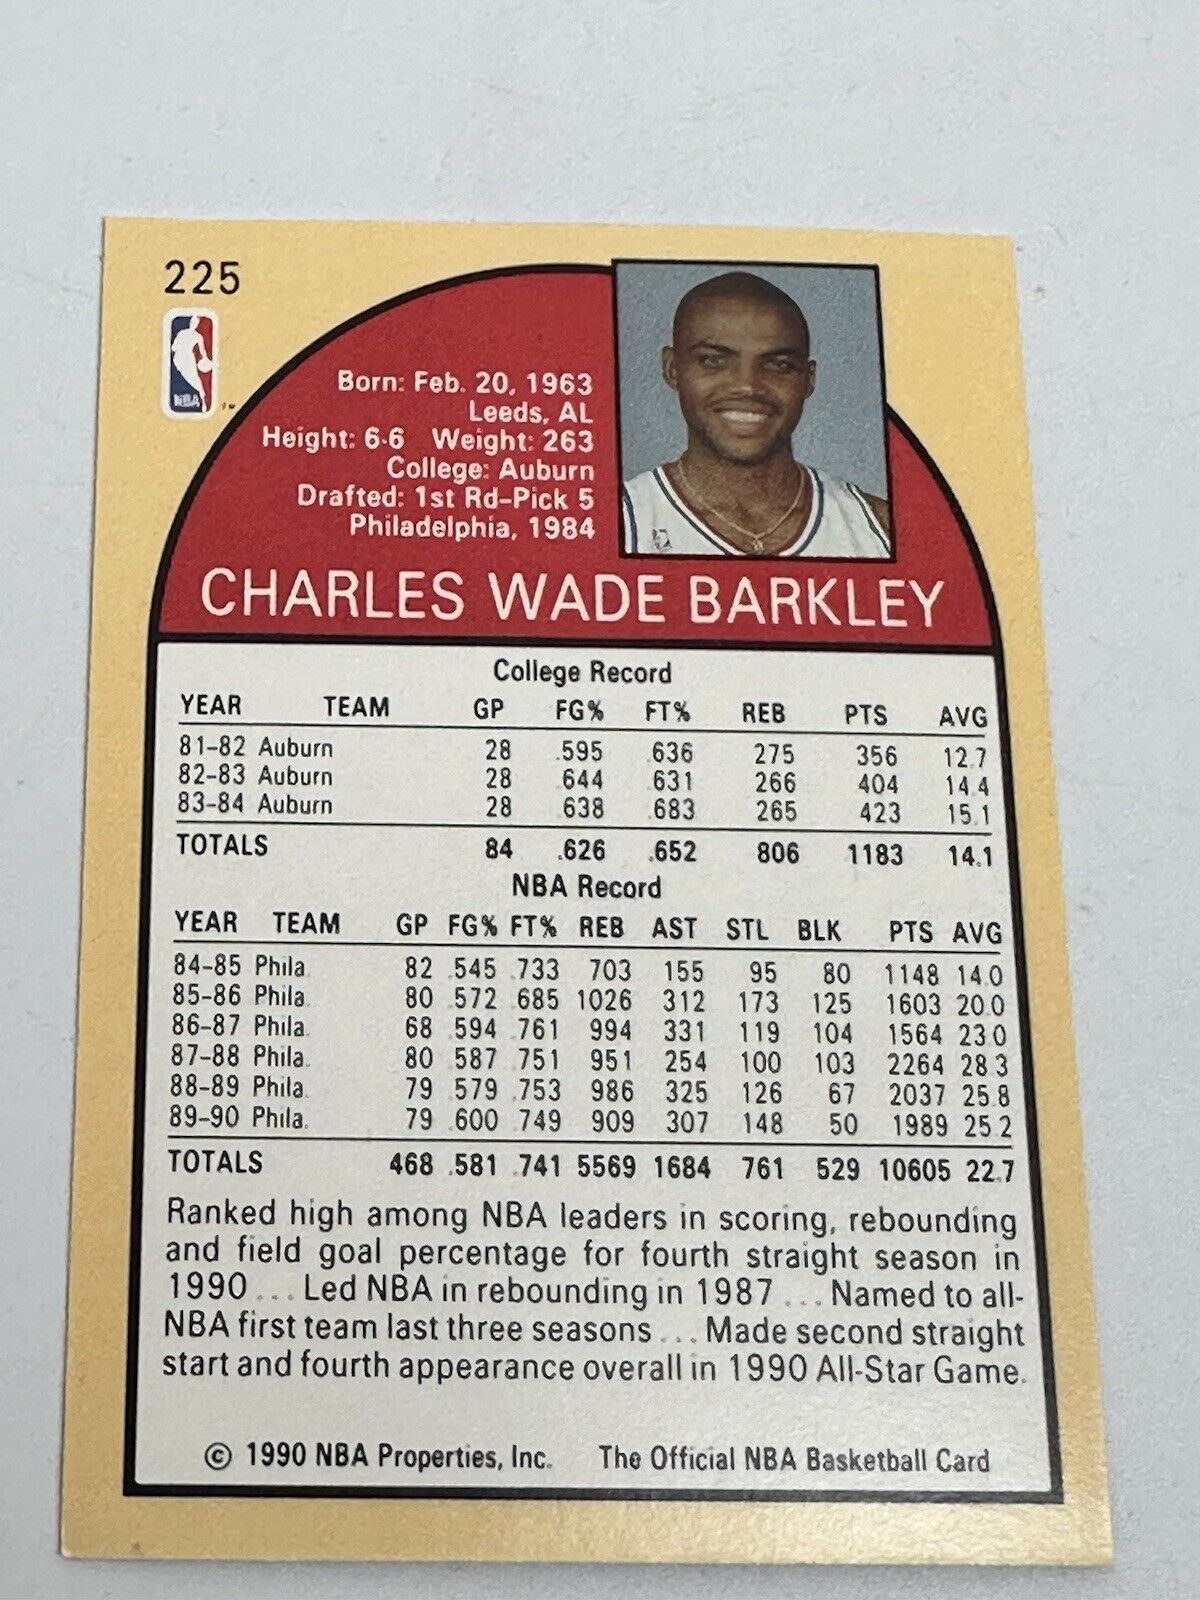 225
NBA
Born: Feb. 20, 1963
Leeds, AL
Height: 6-6 Weight: 263
College: Auburn
Drafted: 1st Rd-Pick 5
Philadelphia, 1984
CHARLES WADE BARKLEY
College Record
YEAR TEAM GP FG% FT% REB PTS AVG
81-82 Auburn 28 .595 .636 275 356 12.7
82-83 Auburn 28 .644 .631 266 404 14.4
83-84 Auburn 28 .638 .683 265 423 15.1
TOTALS 84 .626 .652 806 1183 14.1
NBA Record
YEAR TEAM GP FG% FT% REB AST STL BLK PTS AVG
84-85 Phila. 82 .545 .733 703 155 95 80 1148 14.0
85-86 Phila. 80 .572 .685 1026 312 173 125 1603 20.0
86-87 Phila. 68 .594 .761 994 331 119 104 1564 23.0
87-88 Phila. 80 .587 .751 951 254 100 103 2264 28.3
88-89 Phila. 79 .579 .753 986 325 126 67 2037 25.8
89-90 Phila. 79 .600 .749 909 307 148 50 1989 25.2
TOTALS 468 .581 .741 5569 1684 761 529 10605 22.7
Ranked high among NBA leaders in scoring, rebounding
and field goal percentage for fourth straight season in
1990 ... Led NBA in rebounding in 1987 ... Named to all-
NBA first team last three seasons ... Made second straight
start and fourth appearance overall in 1990 All-Star Game.
© 1990 NBA Properties, Inc. The Official NBA Basketball Card